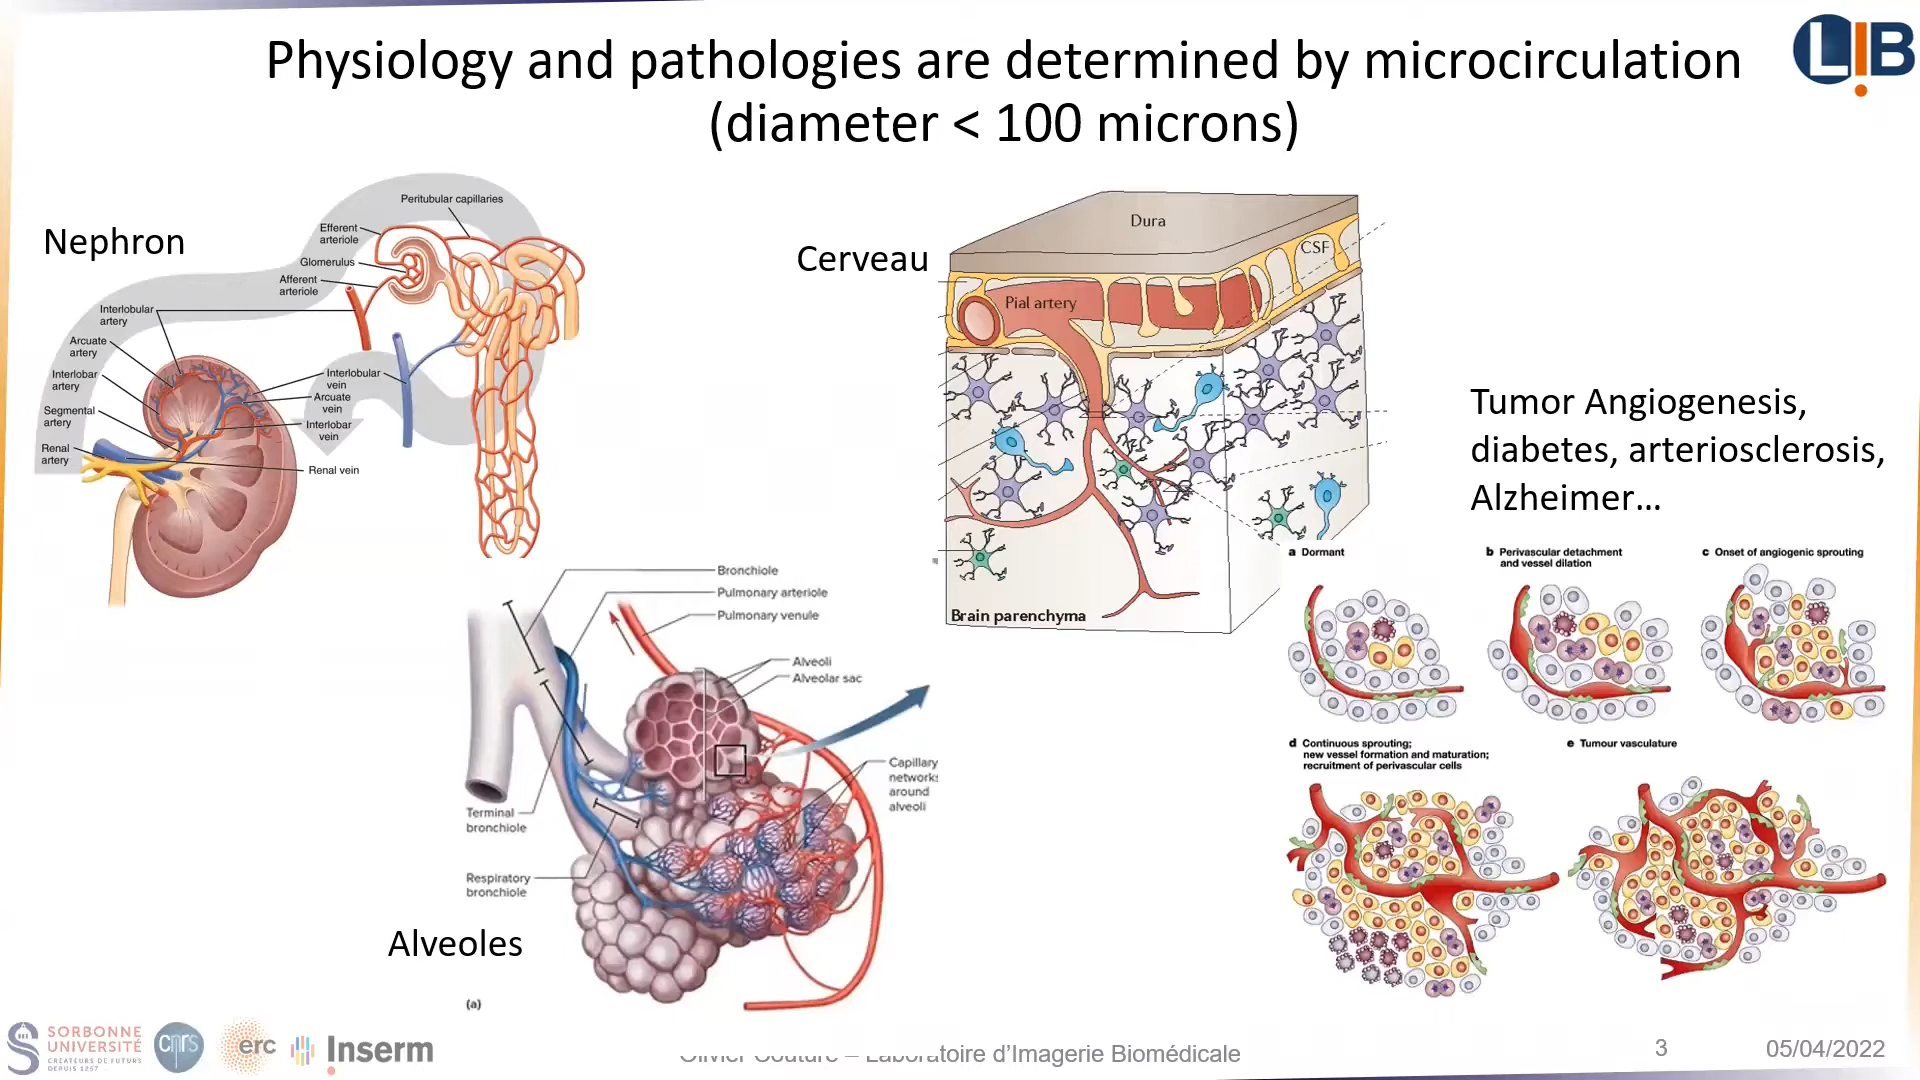 Physiology and pathologies are determined by microcirculation
(diameter < 100 microns)
LIB
Nephron
Peritubular capillaries
Efferent
arteriole
Glomerulus
Afferent
arteriole
Interlobular
artery
Arcuate
artery
Interlobar
artery
Segmental
artery
Renal
artery
Interlobular
vein
Arcuate
vein
Interlobar
vein
Renal vein
Cerveau
Dura
CSF
Pial artery
Brain parenchyma
Tumor Angiogenesis,
diabetes, arteriosclerosis,
Alzheimer...
Bronchiole
Pulmonary arteriole
Pulmonary venule
Alveoli
Alveolar sac
Capillary
networks
around
alveoli
Terminal
bronchiole
Respiratory
bronchiole
Alveoles
(a)
a Dormant
b Perivascular detachment
and vessel dilation
c Onset of angiogenic sprouting
d Continuous sprouting;
new vessel formation and maturation;
recruitment of perivascular cells
e Tumour vasculature
SORBONNE
UNIVERSITÉ
CRÉATEURS DE FUTURS
DEPUIS 1257
cnrs
erc
Inserm
Olivier Couture – Laboratoire d'Imagerie Biomédicale
3
05/04/2022